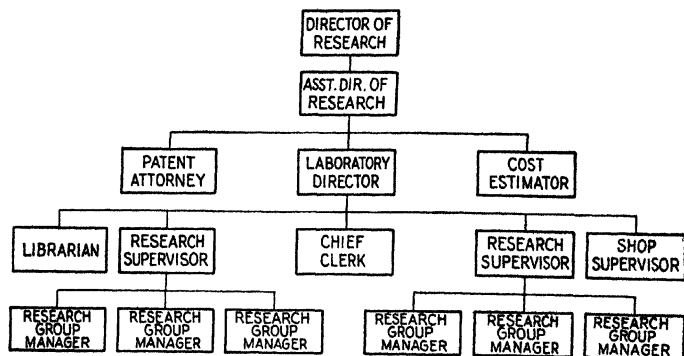 DIRECTOR OF
RESEARCH
ASST. DIR. OF
RESEARCH
PATENT
ATTORNEY
LABORATORY
DIRECTOR
COST
ESTIMATOR
LIBRARIAN
RESEARCH
SUPERVISOR
CHIEF
CLERK
RESEARCH
SUPERVISOR
SHOP
SUPERVISOR
RESEARCH
GROUP
MANAGER
RESEARCH
GROUP
MANAGER
RESEARCH
GROUP
MANAGER
RESEARCH
GROUP
MANAGER
RESEARCH
GROUP
MANAGER
RESEARCH
GROUP
MANAGER